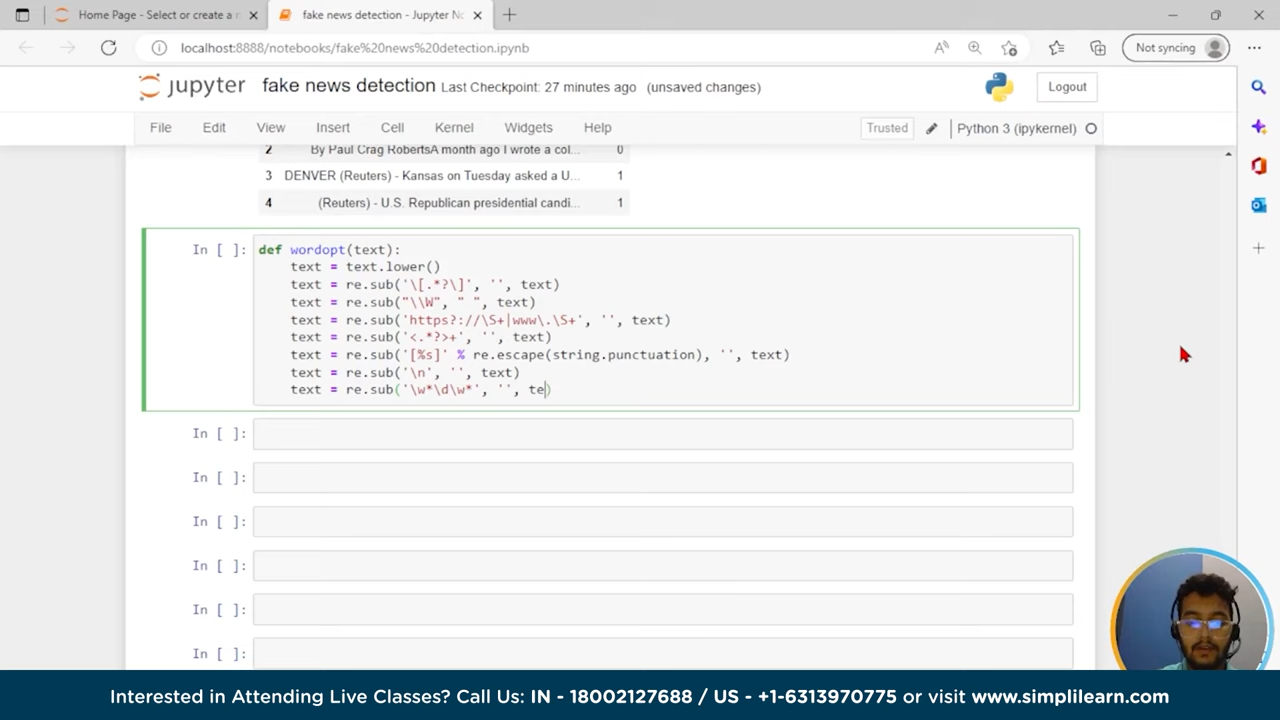 Home Page - Select or create a n
fake news detection - Jupyter No
localhost:8888/notebooks/fake%20news%20detection.ipynb
Not syncing
jupyter fake news detection Last Checkpoint: 27 minutes ago (unsaved changes)
Logout
File Edit View Insert Cell Kernel Widgets Help
Trusted
Python 3 (ipykernel)
2 By Paul Crag RobertsA month ago I wrote a col... 0
3 DENVER (Reuters) - Kansas on Tuesday asked a U... 1
4 (Reuters) - U.S. Republican presidential candi... 1
In [ ]: def wordopt(text):
text = text.lower()
text = re.sub('\[.*?\]', '', text)
text = re.sub("\\W", " ", text)
text = re.sub('https?://\S+|www\.\S+', '', text)
text = re.sub('<.*?>+', '', text)
text = re.sub('[%s]' % re.escape(string.punctuation), '', text)
text = re.sub('\n', '', text)
text = re.sub('\w*\d\w*', '', te)
In [ ]:
In [ ]:
In [ ]:
In [ ]:
In [ ]:
In [ ]:
Interested in Attending Live Classes? Call Us: IN - 18002127688 / US - +1-6313970775 or visit www.simplilearn.com